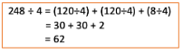 248 ÷ 4 = (120÷4) + (120÷4) + (8÷4)
= 30 + 30 + 2
= 62